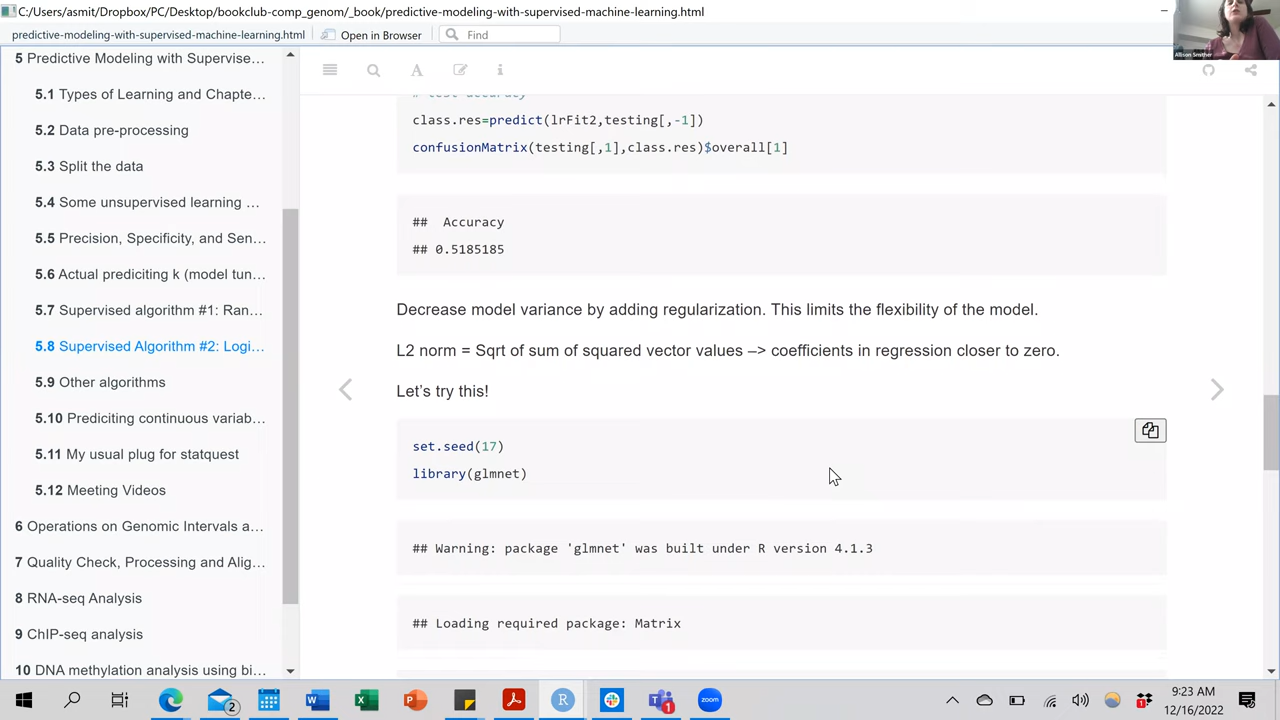 C:/Users/asmit/Dropbox/PC/Desktop/bookclub-comp_genom/_book/predictive-modeling-with-supervised-machine-learning.html
predictive-modeling-with-supervised-machine-learning.html
Open in Browser
Find
Allison Smither
5 Predictive Modeling with Supervise...
5.1 Types of Learning and Chapte...
5.2 Data pre-processing
5.3 Split the data
5.4 Some unsupervised learning ...
5.5 Precision, Specificity, and Sen...
5.6 Actual prediciting k (model tun...
5.7 Supervised algorithm #1: Ran...
5.8 Supervised Algorithm #2: Logi...
5.9 Other algorithms
5.10 Prediciting continuous variab...
5.11 My usual plug for statquest
5.12 Meeting Videos
6 Operations on Genomic Intervals a...
7 Quality Check, Processing and Alig...
8 RNA-seq Analysis
9 ChIP-seq analysis
10 DNA methylation analysis using bi...
# test accuracy
class.res=predict(lrFit2,testing[,-1])
confusionMatrix(testing[,1],class.res)$overall[1]
##  Accuracy
## 0.5185185
Decrease model variance by adding regularization. This limits the flexibility of the model.
L2 norm = Sqrt of sum of squared vector values –> coefficients in regression closer to zero.
Let's try this!
set.seed(17)
library(glmnet)
## Warning: package 'glmnet' was built under R version 4.1.3
## Loading required package: Matrix
2
1
1
9:23 AM
12/16/2022